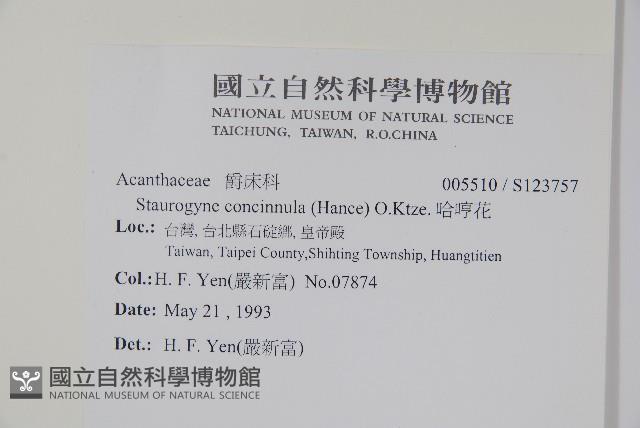 國立自然科學博物館
NATIONAL MUSEUM OF NATURAL SCIENCE
TAICHUNG, TAIWAN, R.O.CHINA
Acanthaceae 爵床科 005510 / S123757
Staurogyne concinnula (Hance) O.Ktze. 哈哼花
Loc.: 台灣, 台北縣石碇鄉, 皇帝殿
Taiwan, Taipei County,Shihting Township, Huangtitien
Col.: H. F. Yen(嚴新富) No.07874
Date: May 21 , 1993
Det.: H. F. Yen(嚴新富)
國立自然科學博物館
NATIONAL MUSEUM OF NATURAL SCIENCE